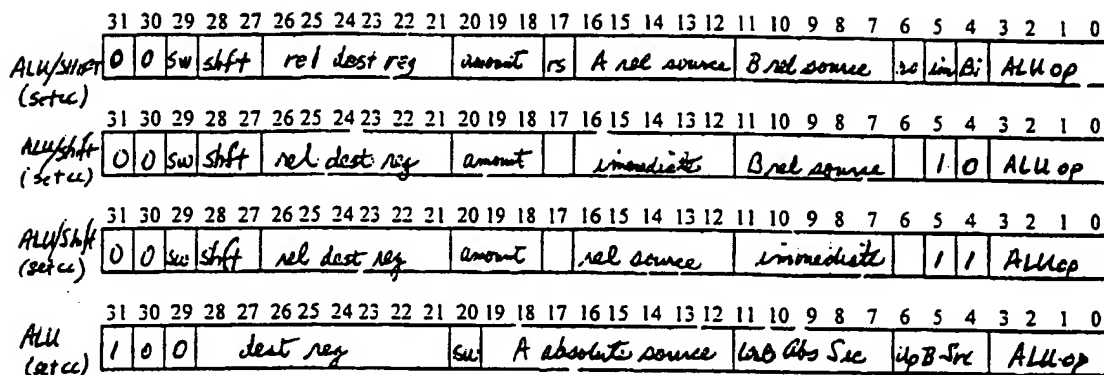 31 30 29 28 27 26 25 24 23 22 21 20 19 18 17 16 15 14 13 12 11 10 9 8 7 6 5 4 3 2 1 0
ALU/Shift 0 0 sw shft rel dest reg amount rs A rel source B rel source im Bi ALU op
(setcc)
31 30 29 28 27 26 25 24 23 22 21 20 19 18 17 16 15 14 13 12 11 10 9 8 7 6 5 4 3 2 1 0
ALU/shft 0 0 sw shft rel dest reg amount immediate B rel source 1 0 ALU op
(setcc)
31 30 29 28 27 26 25 24 23 22 21 20 19 18 17 16 15 14 13 12 11 10 9 8 7 6 5 4 3 2 1 0
ALU/Shft 0 0 sw shft rel dest reg amount rel source immediate 1 1 ALUop
(setcc)
31 30 29 28 27 26 25 24 23 22 21 20 19 18 17 16 15 14 13 12 11 10 9 8 7 6 5 4 3 2 1 0
ALU 1 0 0 dest reg sw A absolute source Abs Src B-Src ALU-op
(setcc)